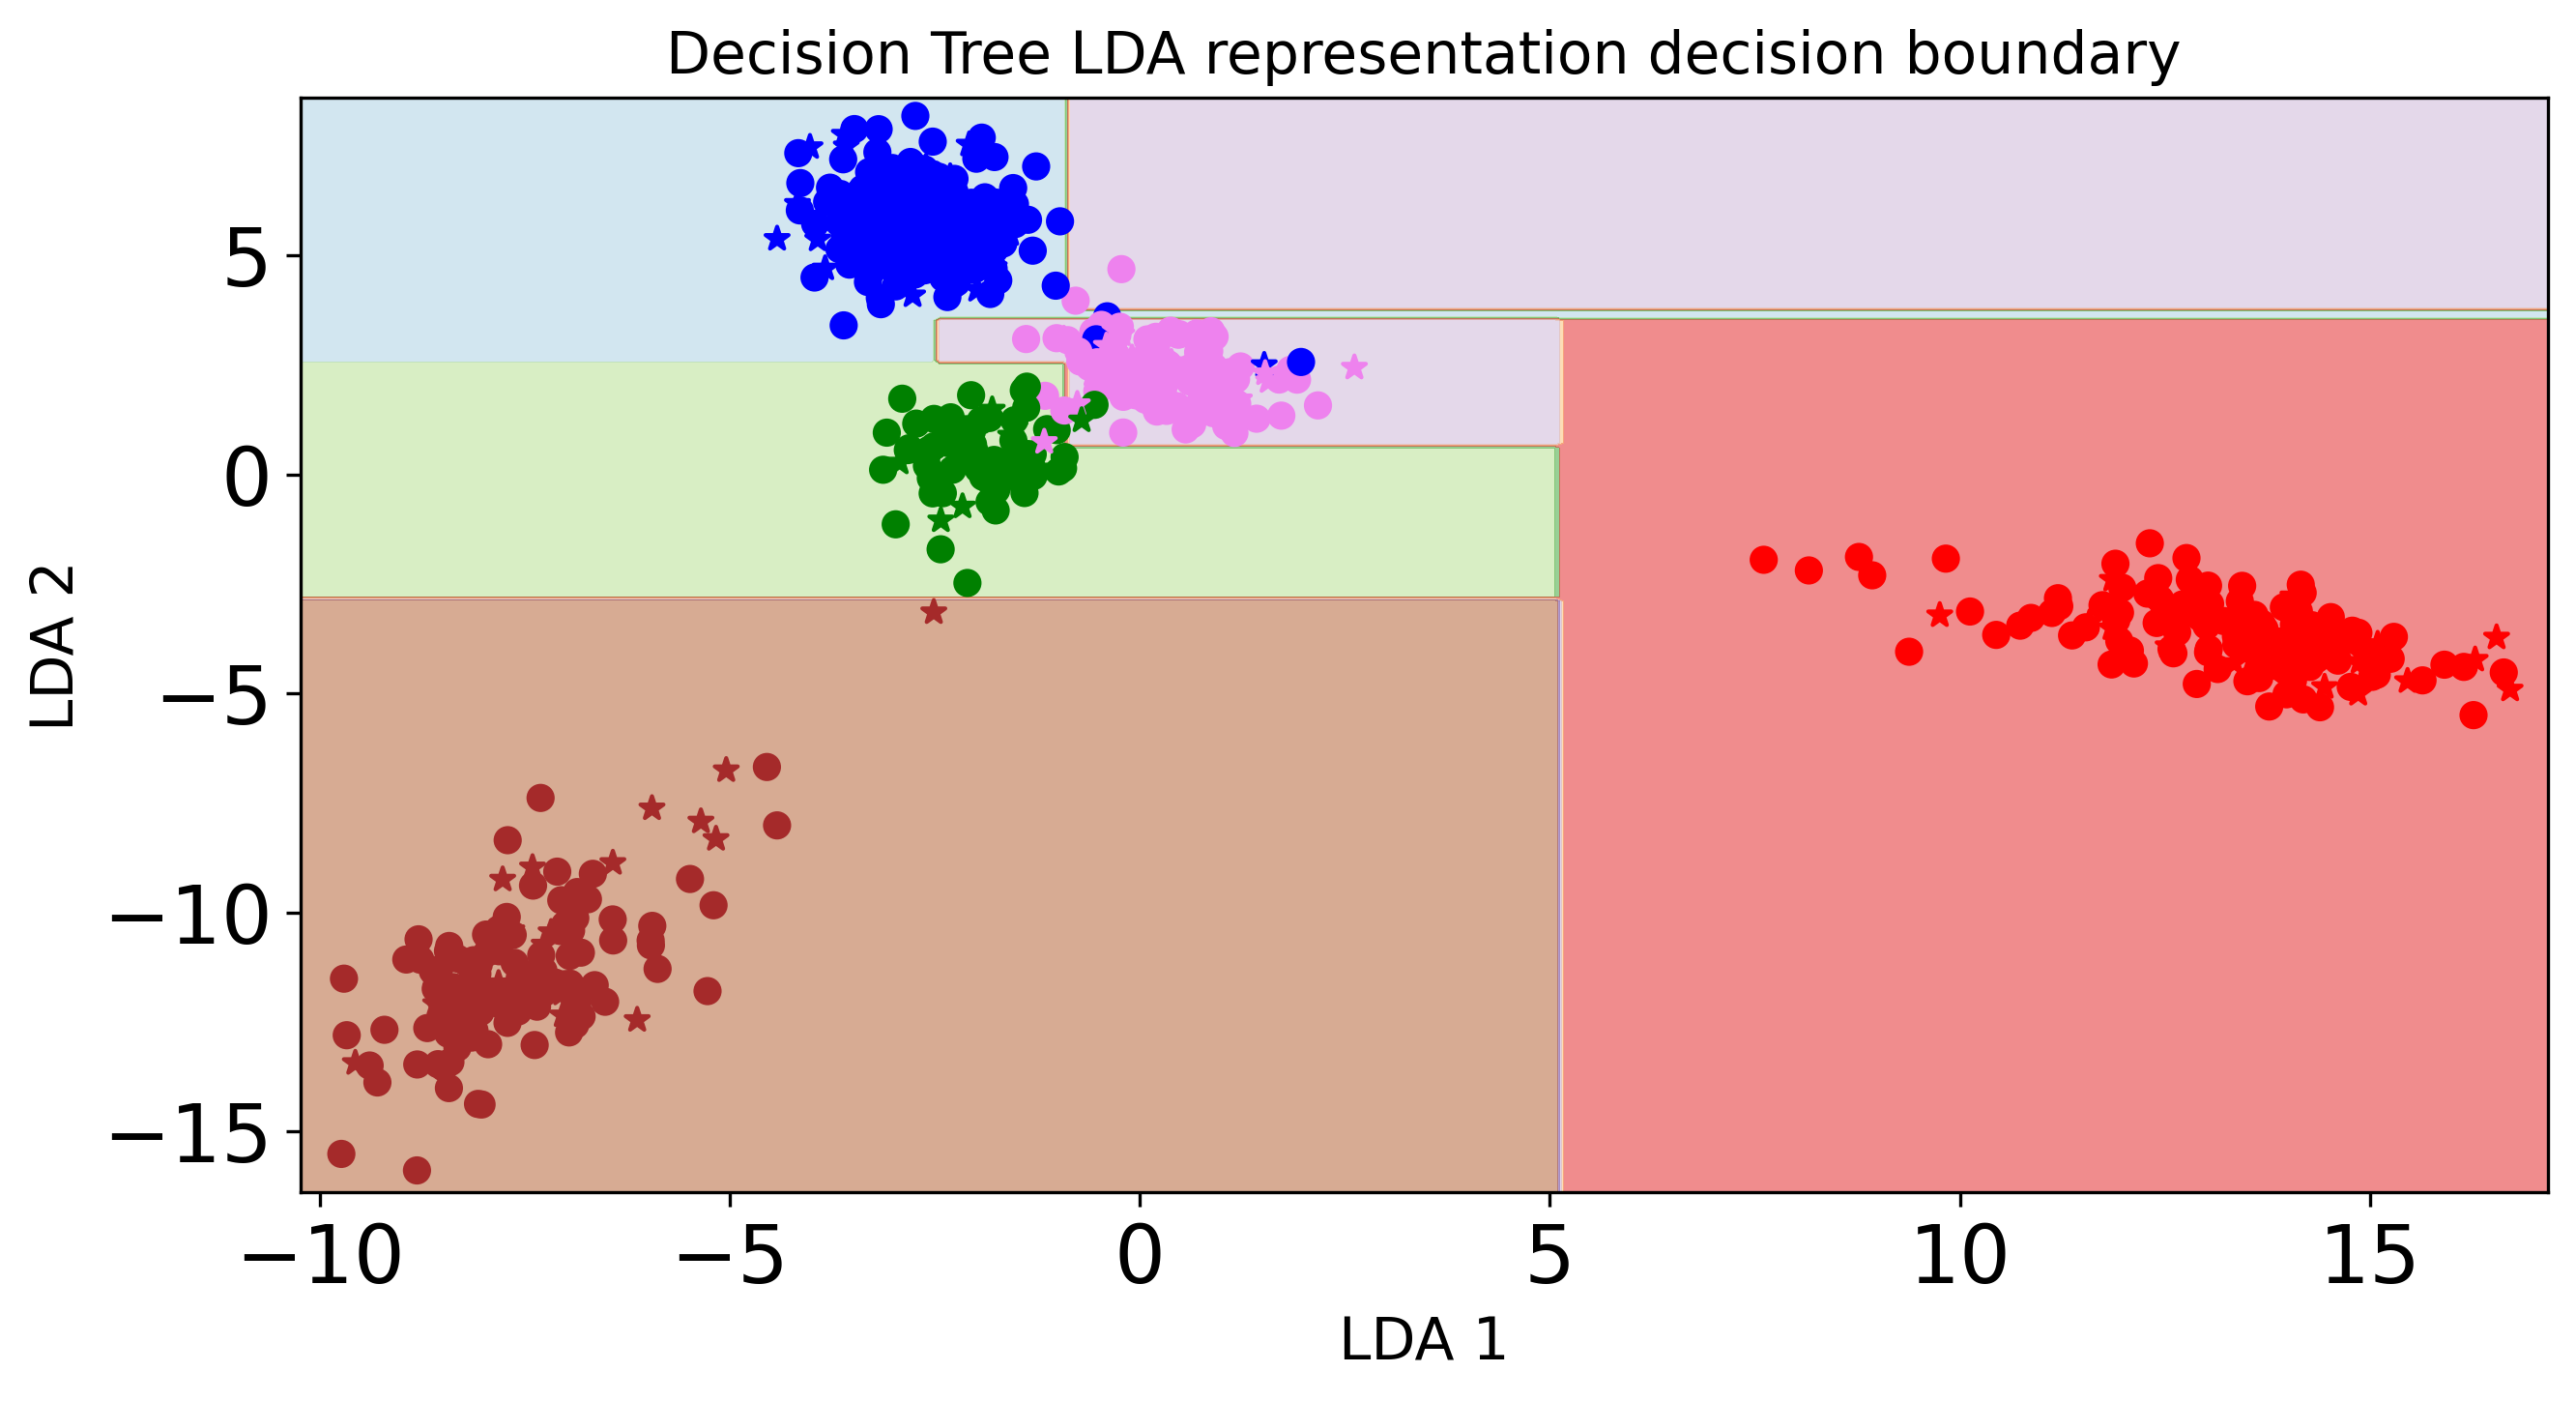 Decision Tree LDA representation decision boundary
5
0
−5
−10
−15
LDA 2
−10 −5 0 5 10 15
LDA 1